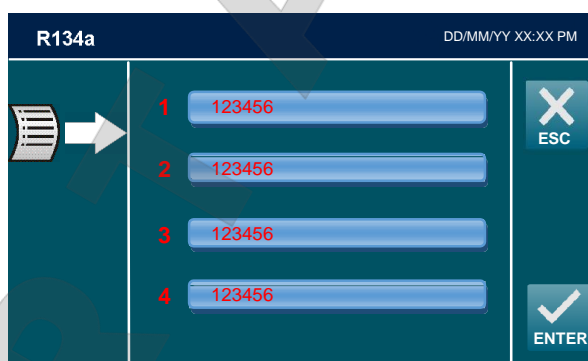 R134a
DD/MM/YY XX:XX PM
1 123456
ESC
2 123456
3 123456
4 123456
ENTER